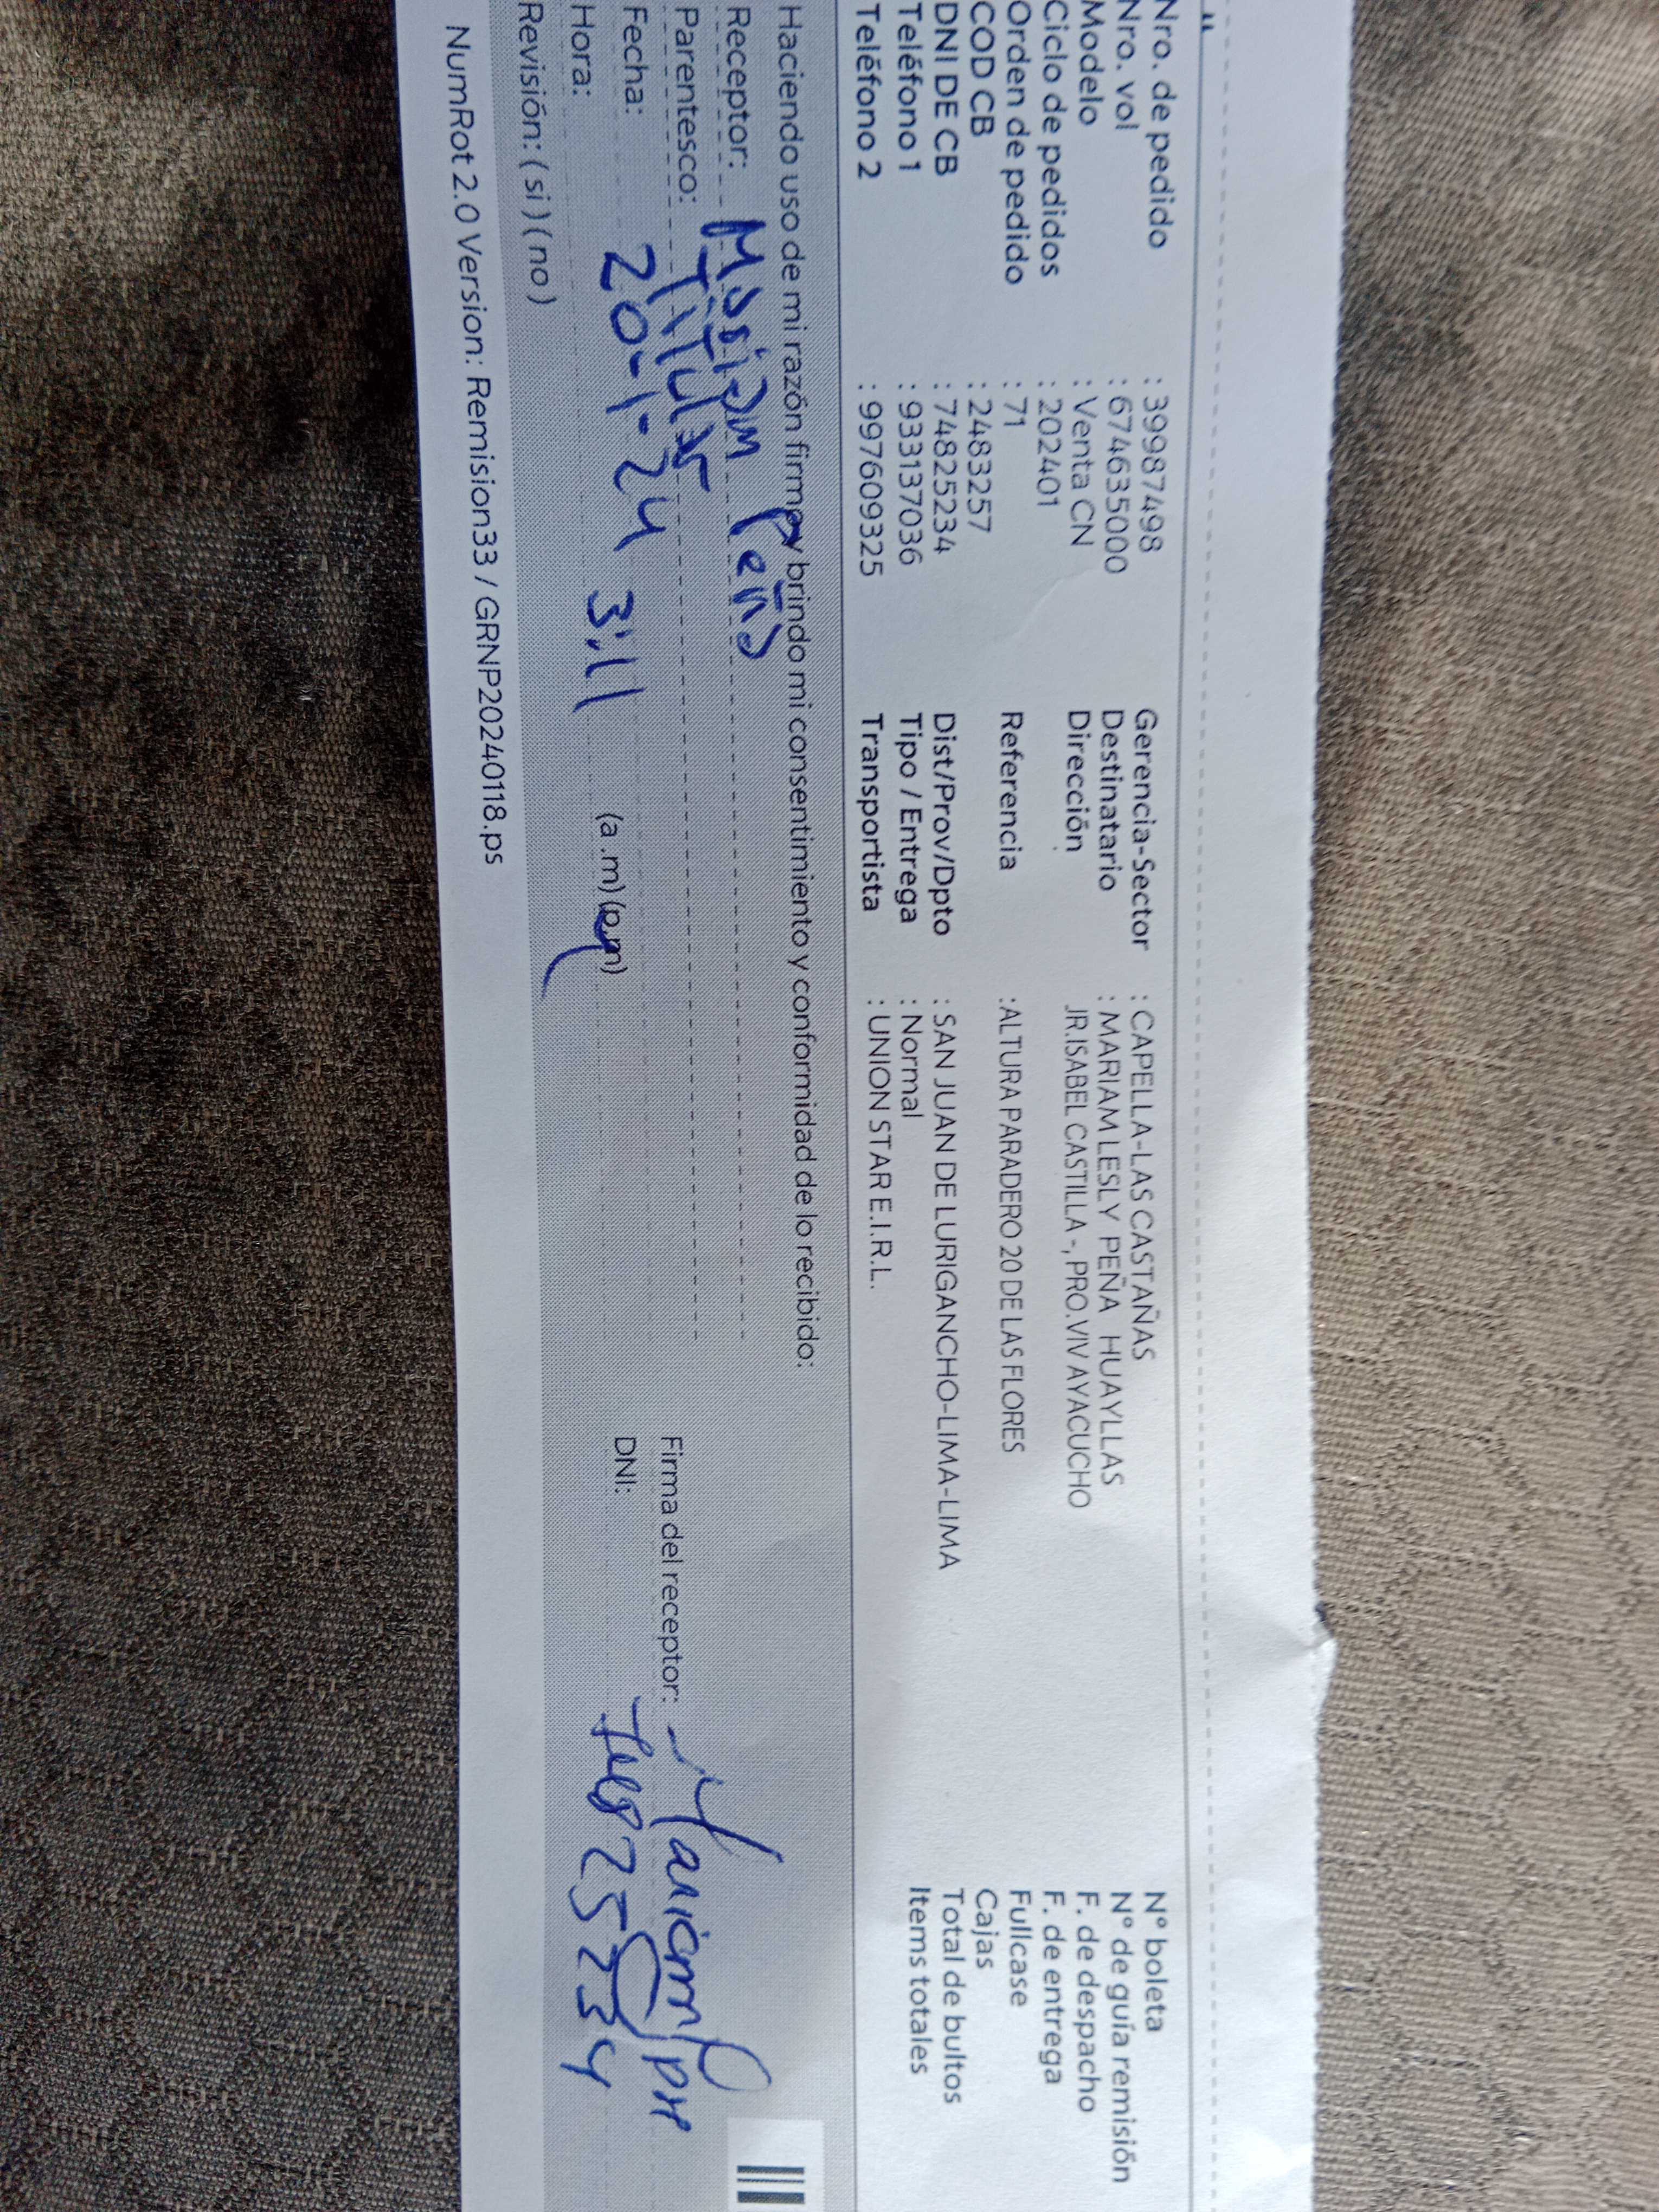 Nro. de pedido : 39987498
Nro. vol : 674635000
Modelo : Venta CN
Ciclo de pedidos : 202401
Orden de pedido : 71
COD CB : 2483257
DNI DE CB : 74825234
Teléfono 1 : 933137036
Teléfono 2 : 997609325
Gerencia-Sector : CAPELLA-LAS CASTAÑAS
Destinatario : MARIAM LESLY PEÑA HUAYLLAS
Dirección JR.ISABEL CASTILLA -, PRO.VIV AYACUCHO
Referencia :ALTURA PARADERO 20 DE LAS FLORES
Dist/Prov/Dpto : SAN JUAN DE LURIGANCHO-LIMA-LIMA
Tipo / Entrega : Normal
Transportista : UNION STAR E.I.R.L.
N° boleta
N° de guía remisión
F. de despacho
F. de entrega
Fullcase
Cajas
Total de bultos
Items totales
Haciendo uso de mi razón firmo y brindo mi consentimiento y conformidad de lo recibido:
Receptor: Mariam Peña
Parentesco: Titular
Fecha: 20-1-24
Hora: 3:11 (a.m) (p.m)
Revisión: ( si ) ( no )
Firma del receptor: Mariam
DNI: 74825234
NumRot 2.0 Version: Remision33 / GRNP20240118.ps